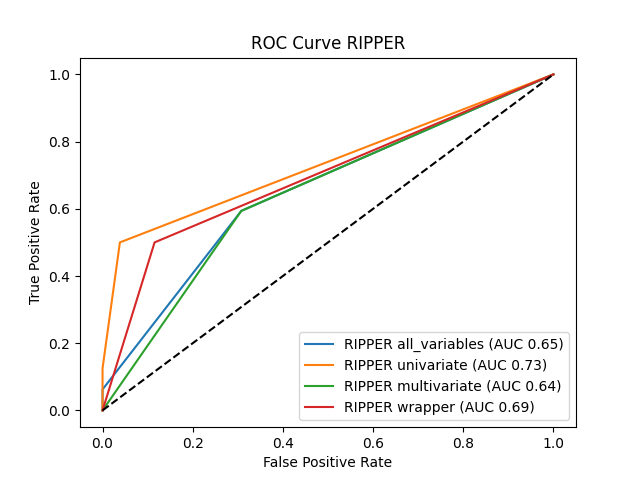 ROC Curve RIPPER
True Positive Rate
1.0
0.8
0.6
0.4
0.2
0.0
RIPPER all_variables (AUC 0.65)
RIPPER univariate (AUC 0.73)
RIPPER multivariate (AUC 0.64)
RIPPER wrapper (AUC 0.69)
0.0 0.2 0.4 0.6 0.8 1.0
False Positive Rate